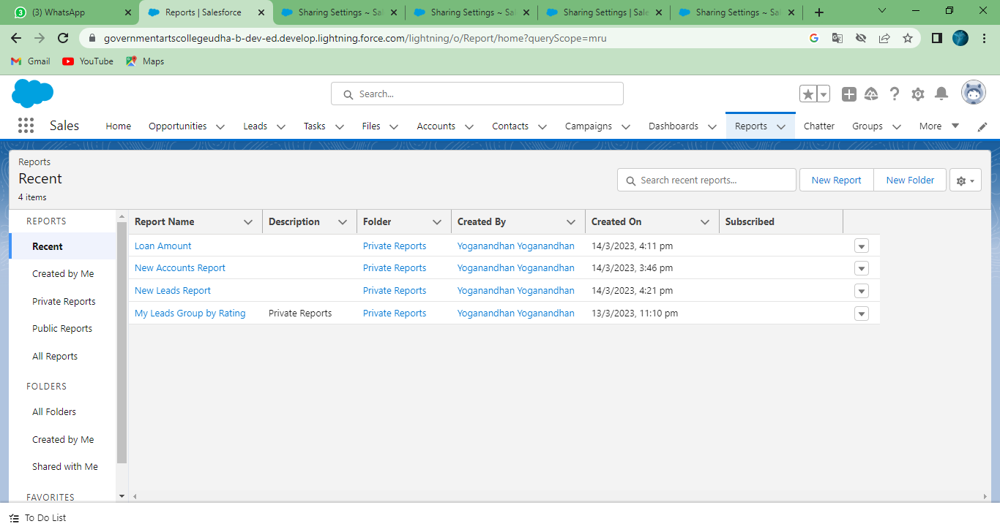 (3) WhatsApp
Reports | Salesforce
Sharing Settings ~ Sal
Sharing Settings ~ Sal
Sharing Settings | Sale
Sharing Settings ~ Sal
governmentartscollegeudha-b-dev-ed.develop.lightning.force.com/lightning/o/Report/home?queryScope=mru
Gmail YouTube Maps
Search...
Sales Home Opportunities Leads Tasks Files Accounts Contacts Campaigns Dashboards Reports Chatter Groups More
Reports
Recent
4 items
Search recent reports...
New Report New Folder
REPORTS
Recent
Created by Me
Private Reports
Public Reports
All Reports
FOLDERS
All Folders
Created by Me
Shared with Me
FAVORITES
Report Name Description Folder Created By Created On Subscribed
Loan Amount Private Reports Yoganandhan Yoganandhan 14/3/2023, 4:11 pm
New Accounts Report Private Reports Yoganandhan Yoganandhan 14/3/2023, 3:46 pm
New Leads Report Private Reports Yoganandhan Yoganandhan 14/3/2023, 4:21 pm
My Leads Group by Rating Private Reports Private Reports Yoganandhan Yoganandhan 13/3/2023, 11:10 pm
To Do List